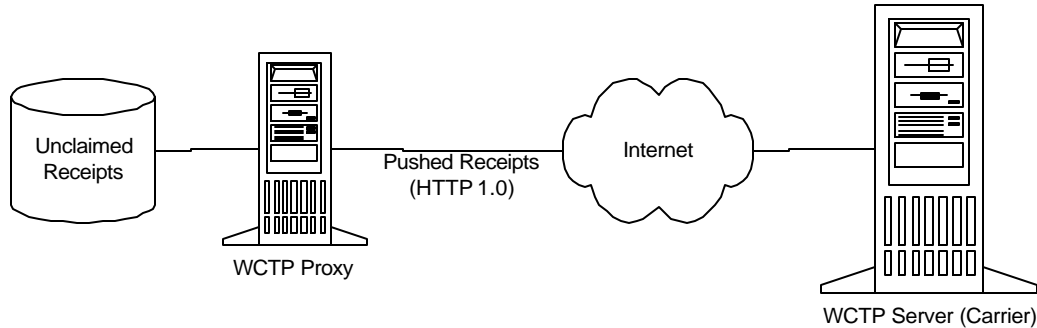 Unclaimed
Receipts
WCTP Proxy
Pushed Receipts
(HTTP 1.0)
Internet
WCTP Server (Carrier)